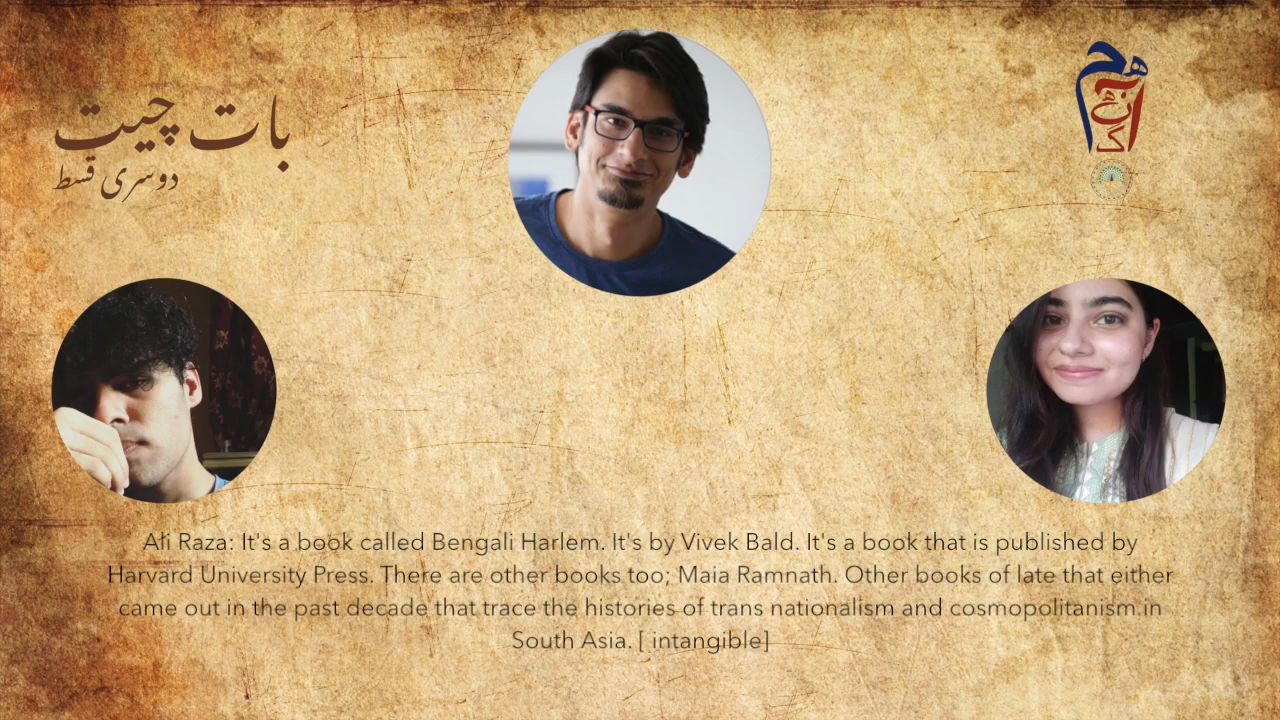 بات چیت
دوسری قسط
Ali Raza: It's a book called Bengali Harlem. It's by Vivek Bald. It's a book that is published by
Harvard University Press. There are other books too; Maia Ramnath. Other books of late that either
came out in the past decade that trace the histories of trans nationalism and cosmopolitanism in
South Asia. [ intangible]